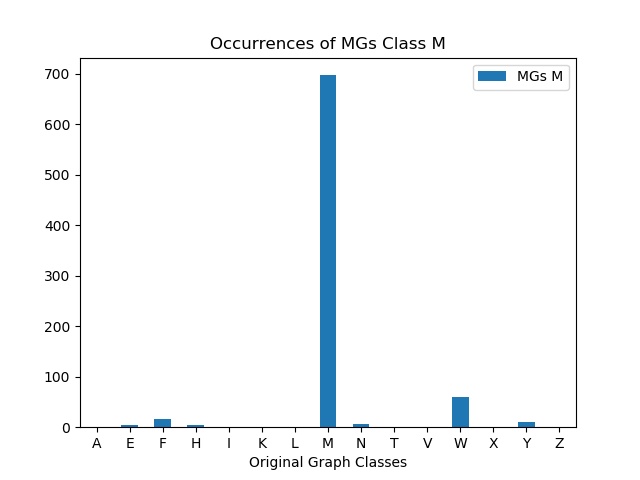 Occurrences of MGs Class M
MGs M
700
600
500
400
300
200
100
0
A E F H I K L M N T V W X Y Z
Original Graph Classes